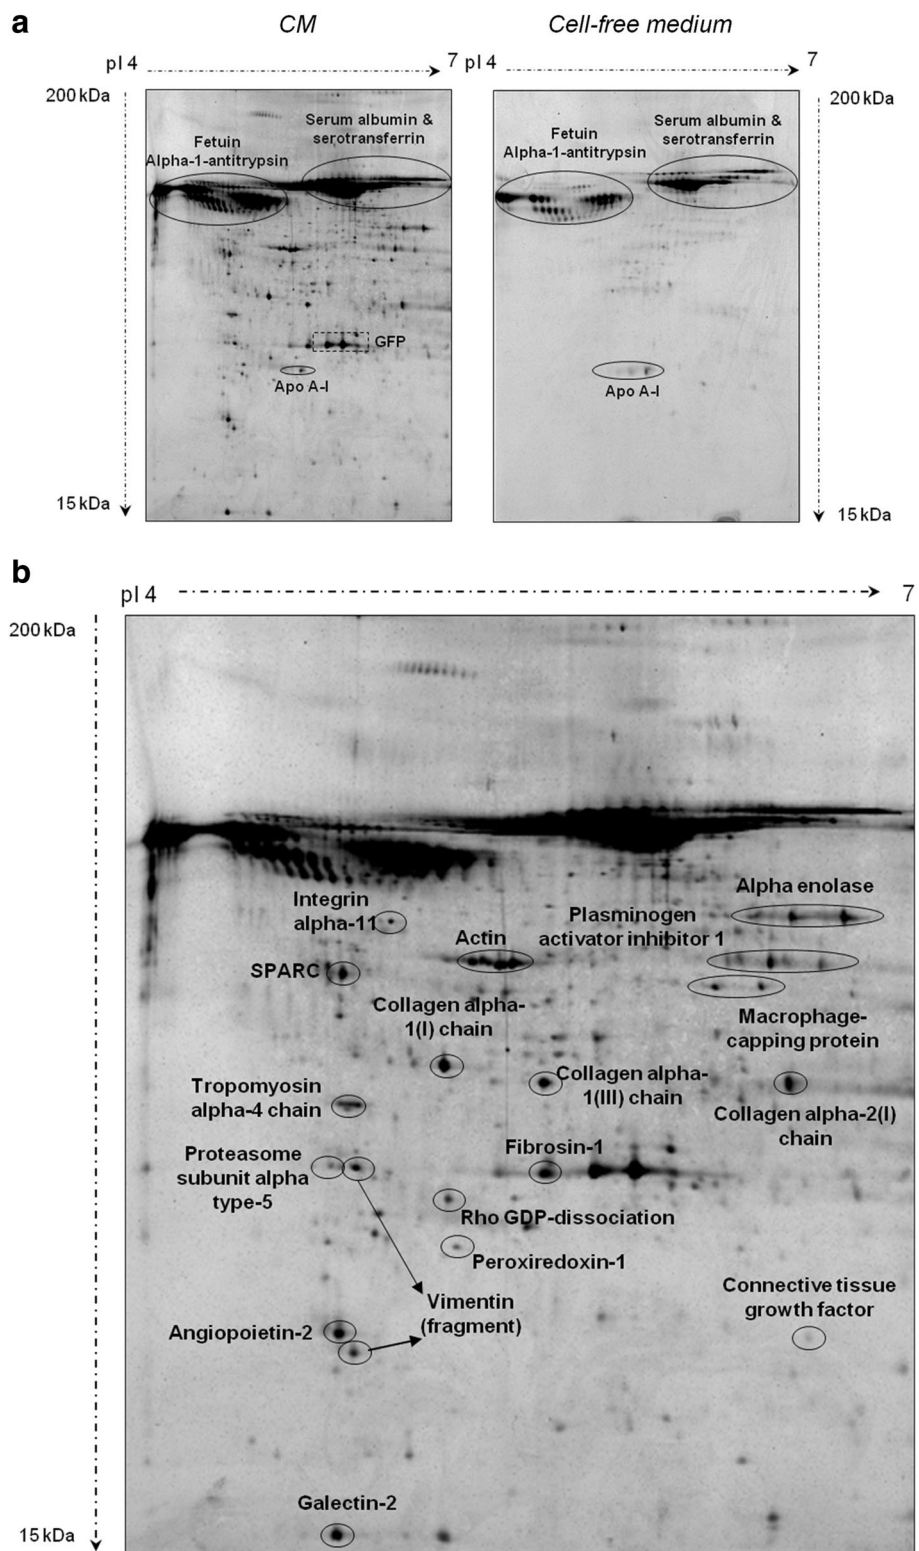 a
CM
Cell-free medium
pI 4
7
pI 4
7
200 kDa
200 kDa
Fetuin
Alpha-1-antitrypsin
Serum albumin &
serotransferrin
Fetuin
Alpha-1-antitrypsin
Serum albumin &
serotransferrin
GFP
Apo A-I
Apo A-I
15 kDa
15 kDa
b
pI 4
7
200 kDa
Alpha enolase
Integrin
alpha-11
Plasminogen
activator inhibitor 1
Actin
SPARC
Collagen alpha-
1(I) chain
Macrophage-
capping protein
Collagen alpha-
1(III) chain
Tropomyosin
alpha-4 chain
Collagen alpha-2(I)
chain
Proteasome
subunit alpha
type-5
Fibrosin-1
Rho GDP-dissociation
Peroxiredoxin-1
Connective tissue
growth factor
Vimentin
(fragment)
Angiopoietin-2
Galectin-2
15 kDa